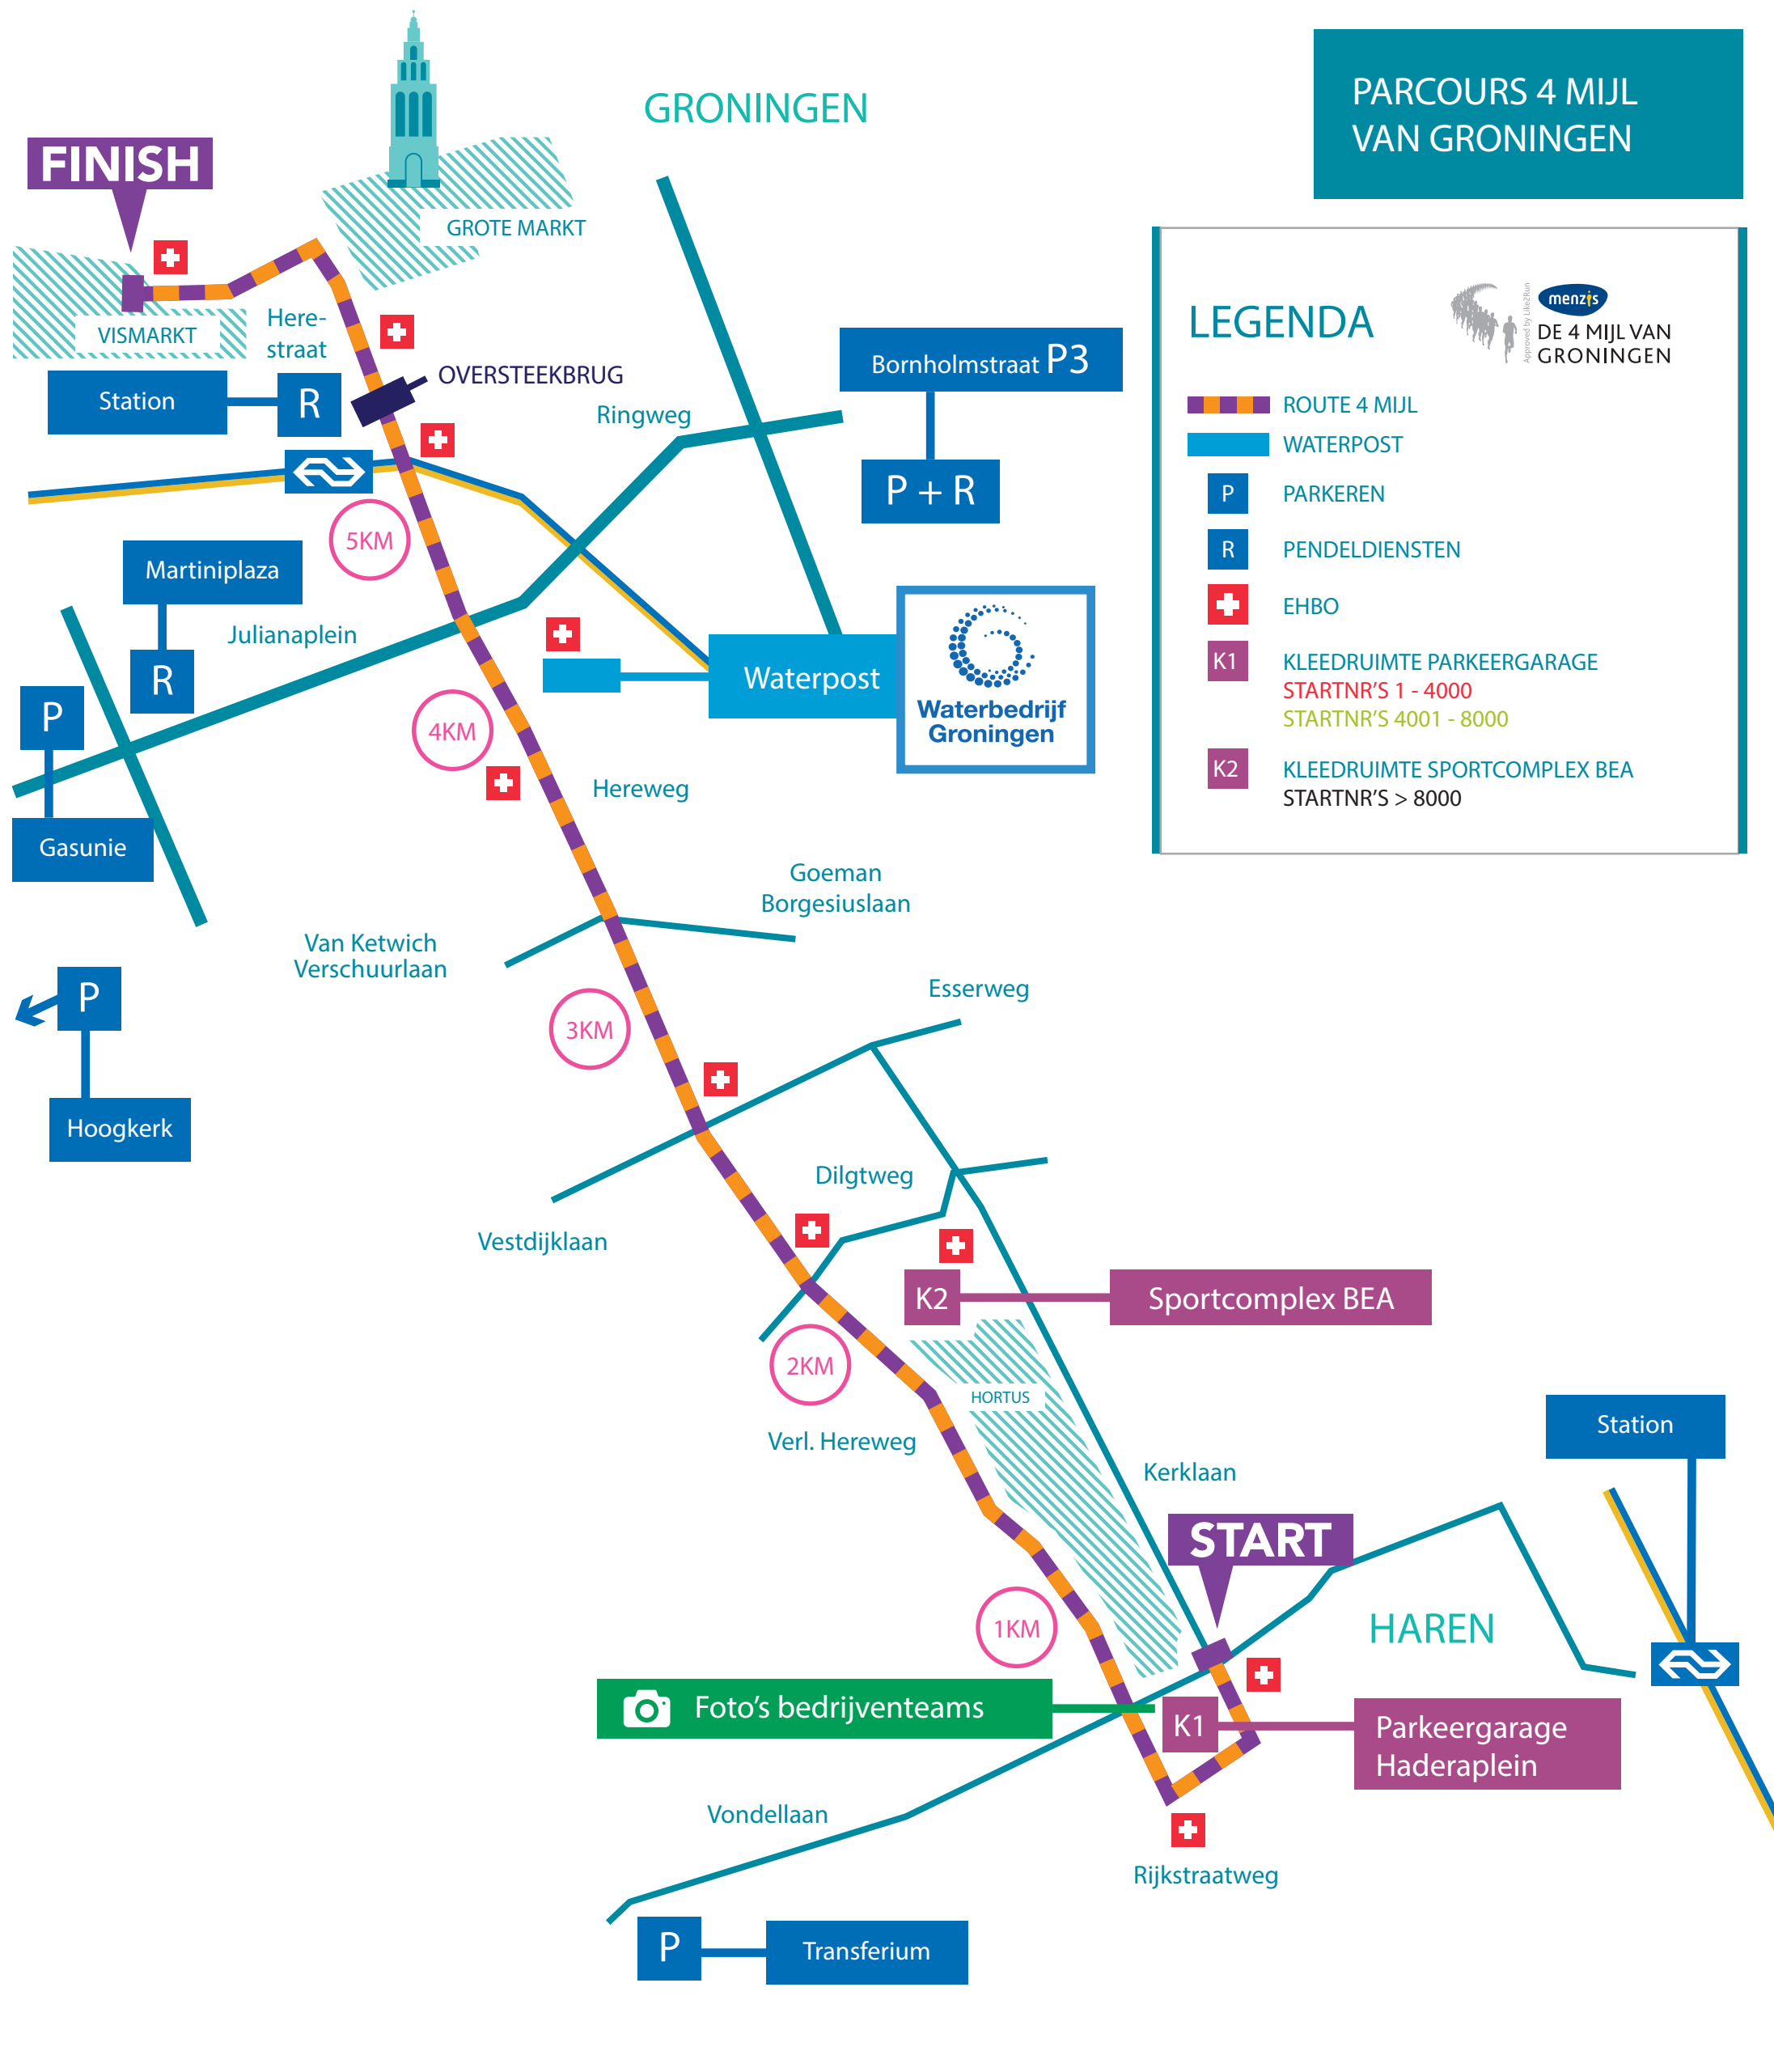 GRONINGEN
PARCOURS 4 MIJL
VAN GRONINGEN
FINISH
GROTE MARKT
VISMARKT
Here-
straat
OVERSTEEKBRUG
Station
R
Ringweg
Bornholmstraat P3
P + R
LEGENDA
Approved by Like2Run
menzis
DE 4 MIJL VAN
GRONINGEN
ROUTE 4 MIJL
WATERPOST
P
PARKEREN
R
PENDELDIENSTEN
EHBO
K1
KLEEDRUIMTE PARKEERGARAGE
STARTNR'S 1 - 4000
STARTNR'S 4001 - 8000
K2
KLEEDRUIMTE SPORTCOMPLEX BEA
STARTNR'S > 8000
5KM
Martiniplaza
R
Julianaplein
P
Gasunie
4KM
Waterpost
Waterbedrijf
Groningen
Hereweg
Goeman
Borgesiuslaan
Van Ketwich
Verschuurlaan
P
Hoogkerk
3KM
Esserweg
Dilgtweg
Vestdijklaan
K2
Sportcomplex BEA
2KM
HORTUS
Verl. Hereweg
Kerklaan
Station
START
1KM
HAREN
Foto's bedrijventeams
K1
Parkeergarage
Haderaplein
Vondellaan
Rijkstraatweg
P
Transferium